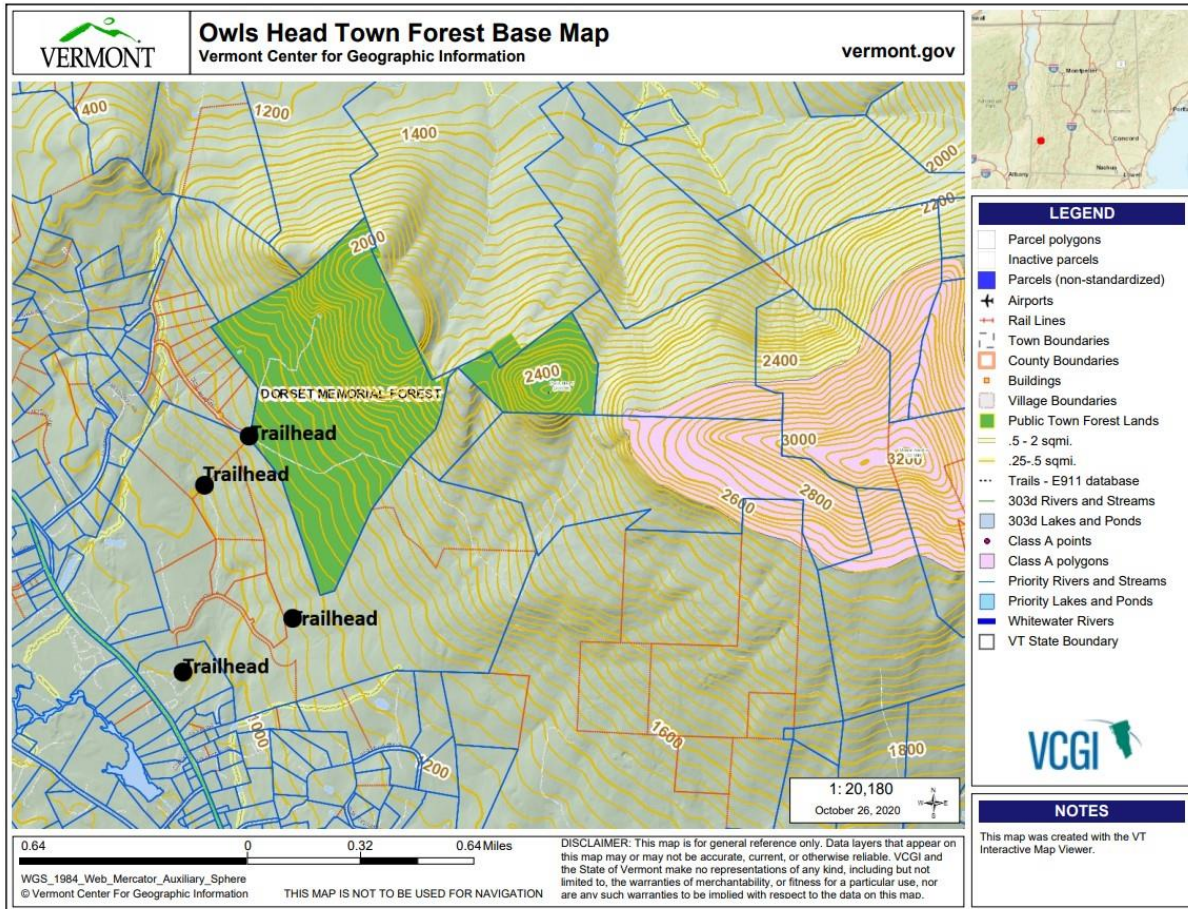 VERMONT
Owls Head Town Forest Base Map
Vermont Center for Geographic Information
vermont.gov
Montpelier
Concord
Albany
Nashua
400
1200
1400
2000
2200
2000
2400
2400
DORSET MEMORIAL FOREST
Trailhead
Trailhead
3000
3200
2600
2800
Trailhead
Trailhead
1000
1200
1600
1800
1: 20,180
October 26, 2020
N
W
E
S
LEGEND
Parcel polygons
Inactive parcels
Parcels (non-standardized)
Airports
Rail Lines
Town Boundaries
County Boundaries
Buildings
Village Boundaries
Public Town Forest Lands
.5 - 2 sqmi.
.25-.5 sqmi.
Trails - E911 database
303d Rivers and Streams
303d Lakes and Ponds
Class A points
Class A polygons
Priority Rivers and Streams
Priority Lakes and Ponds
Whitewater Rivers
VT State Boundary
VCGI
NOTES
This map was created with the VT
Interactive Map Viewer.
0.64 0 0.32 0.64 Miles
WGS_1984_Web_Mercator_Auxiliary_Sphere
© Vermont Center For Geographic Information
THIS MAP IS NOT TO BE USED FOR NAVIGATION
DISCLAIMER: This map is for general reference only. Data layers that appear on
this map may or may not be accurate, current, or otherwise reliable. VCGI and
the State of Vermont make no representations of any kind, including but not
limited to, the warranties of merchantability, or fitness for a particular use, nor
are any such warranties to be implied with respect to the data on this map.